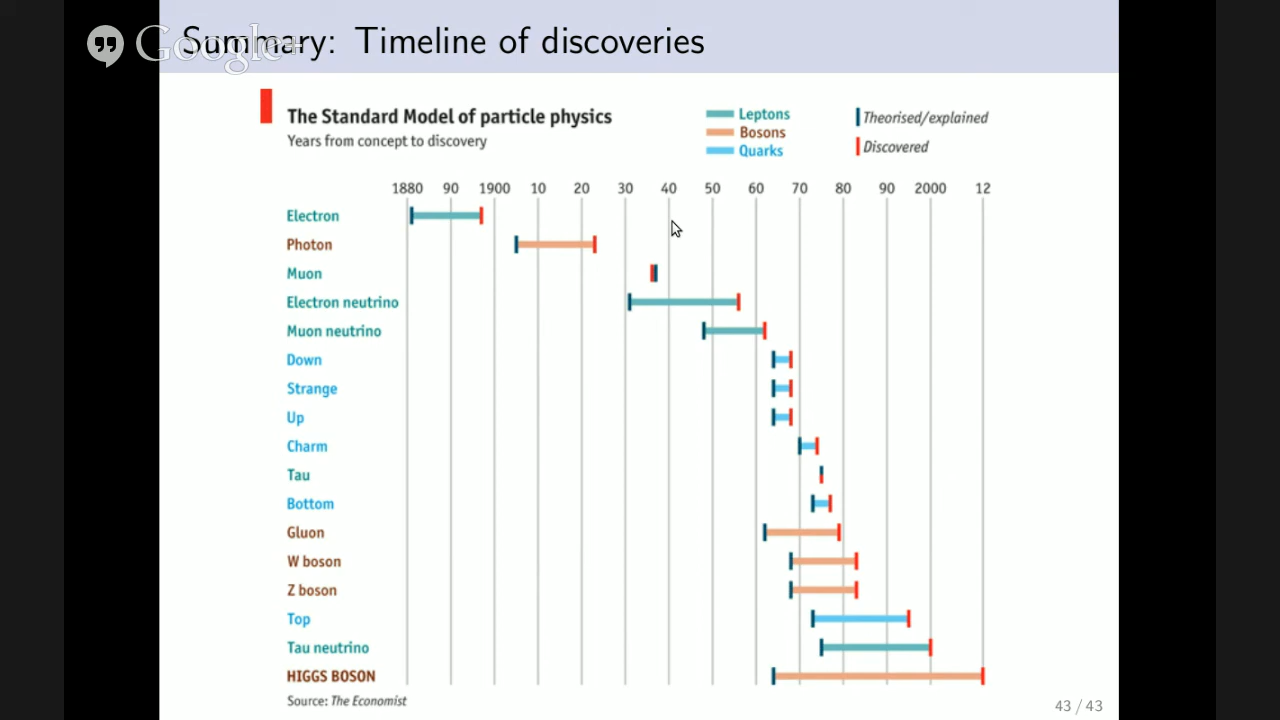 Google+
Summary: Timeline of discoveries
The Standard Model of particle physics
Years from concept to discovery
Leptons
Bosons
Quarks
Theorised/explained
Discovered
1880 90 1900 10 20 30 40 50 60 70 80 90 2000 12
Electron
Photon
Muon
Electron neutrino
Muon neutrino
Down
Strange
Up
Charm
Tau
Bottom
Gluon
W boson
Z boson
Top
Tau neutrino
HIGGS BOSON
Source: The Economist
43 / 43